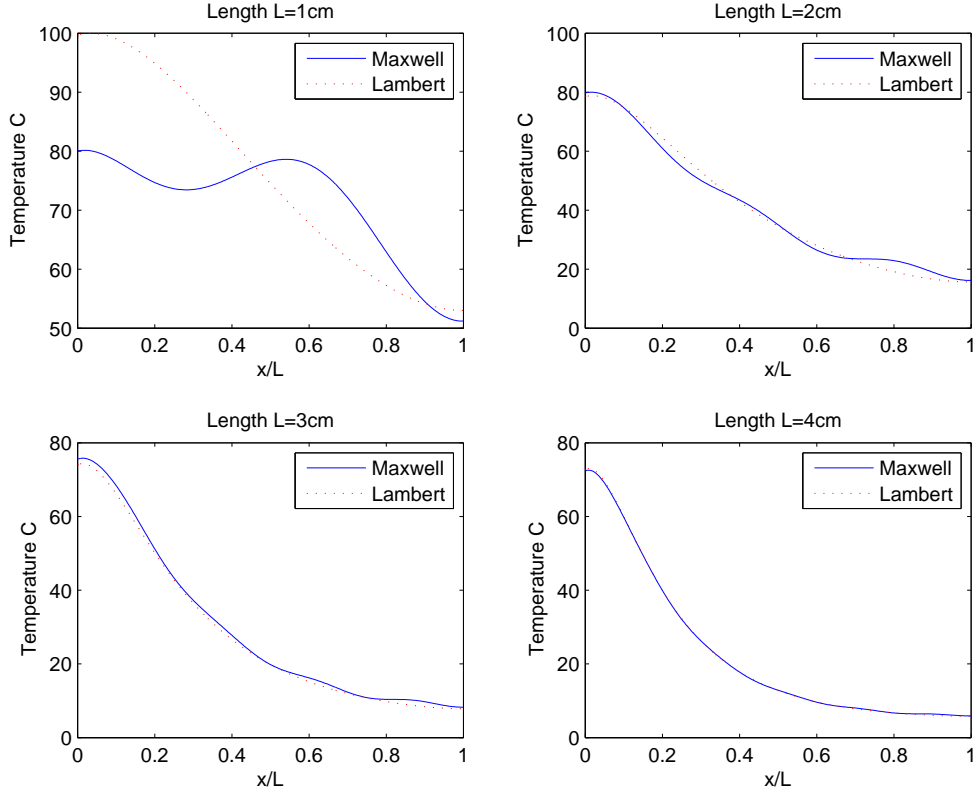 Length L=1cm
100
90
80
70
60
50
Temperature C
Maxwell
Lambert
0 0.2 0.4 0.6 0.8 1
x/L
Length L=2cm
100
80
60
40
20
0
Temperature C
Maxwell
Lambert
0 0.2 0.4 0.6 0.8 1
x/L
Length L=3cm
80
60
40
20
0
Temperature C
Maxwell
Lambert
0 0.2 0.4 0.6 0.8 1
x/L
Length L=4cm
80
60
40
20
0
Temperature C
Maxwell
Lambert
0 0.2 0.4 0.6 0.8 1
x/L